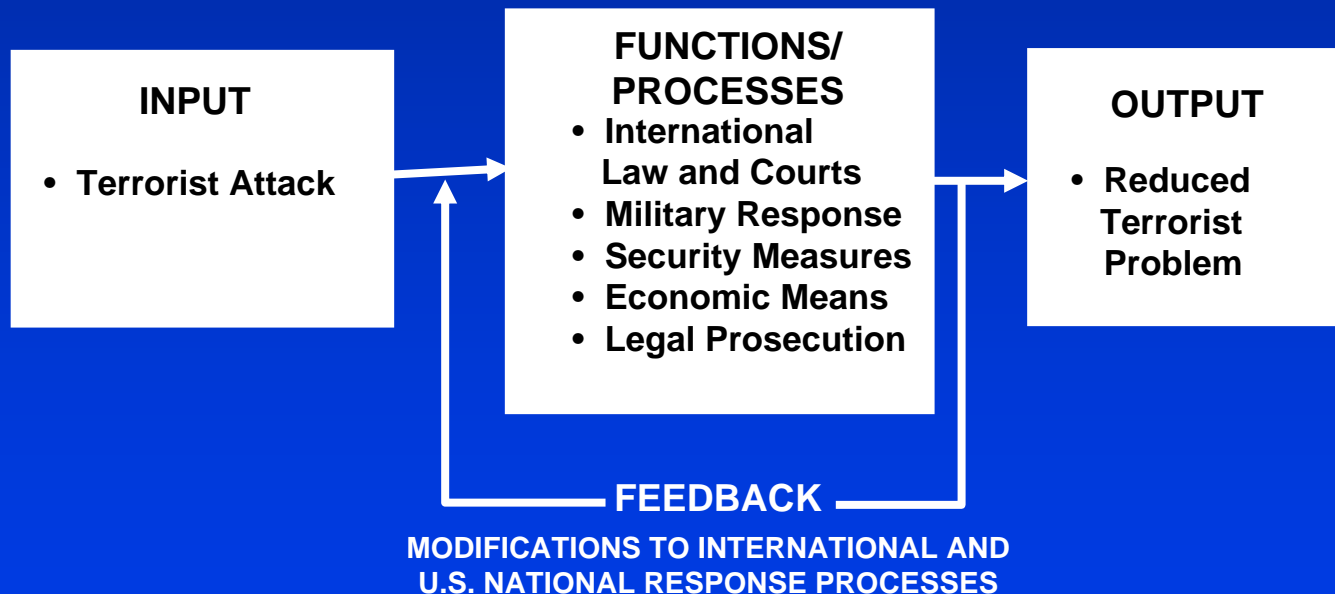 INPUT
• Terrorist Attack
FUNCTIONS/
PROCESSES
• International
Law and Courts
• Military Response
• Security Measures
• Economic Means
• Legal Prosecution
OUTPUT
• Reduced
Terrorist
Problem
FEEDBACK
MODIFICATIONS TO INTERNATIONAL AND
U.S. NATIONAL RESPONSE PROCESSES